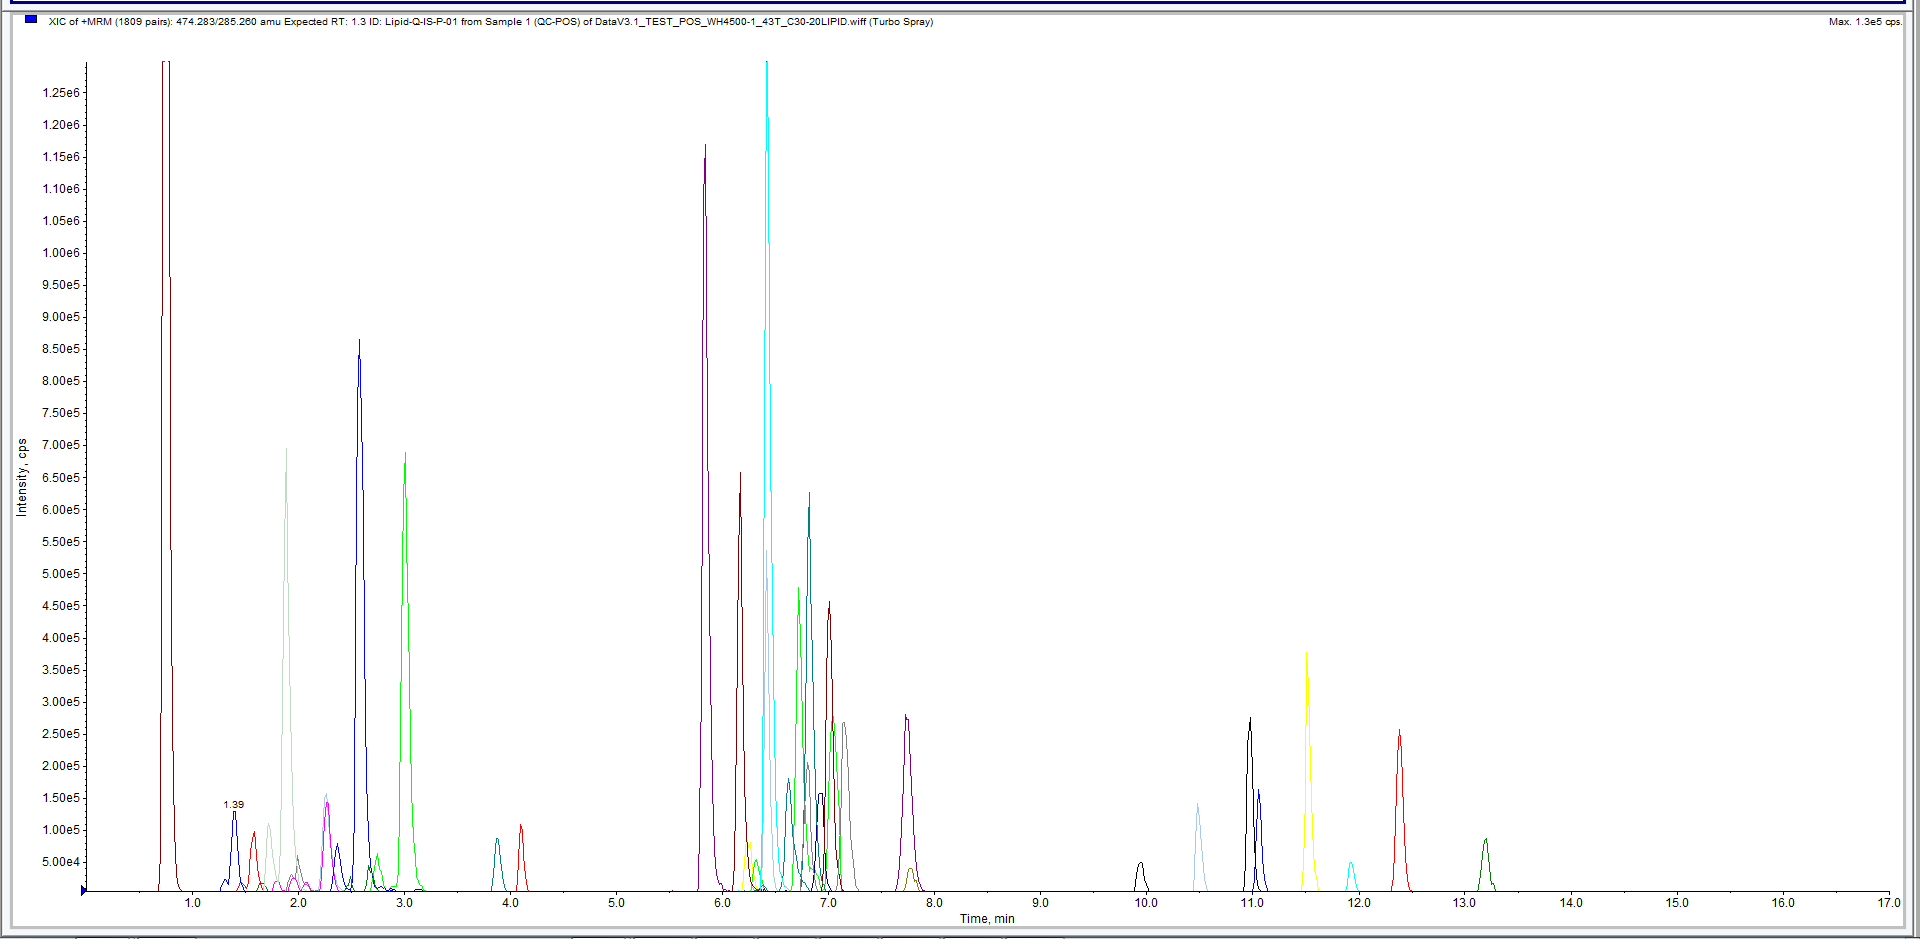 XIC of +MRM (1809 pairs): 474.283/285.260 amu Expected RT: 1.3 ID: Lipid-Q-IS-P-01 from Sample 1 (QC-POS) of DataV3.1_TEST_POS_WH4500-1_43T_C30-20LIPID.wiff (Turbo Spray)
Max. 1.3e5 cps.
1.25e6
1.20e6
1.15e6
1.10e6
1.05e6
1.00e6
9.50e5
9.00e5
8.50e5
8.00e5
7.50e5
7.00e5
6.50e5
6.00e5
5.50e5
5.00e5
4.50e5
4.00e5
3.50e5
3.00e5
2.50e5
2.00e5
1.50e5
1.00e5
5.00e4
Intensity, cps
1.39
1.0 2.0 3.0 4.0 5.0 6.0 7.0 8.0 9.0 10.0 11.0 12.0 13.0 14.0 15.0 16.0 17.0
Time, min